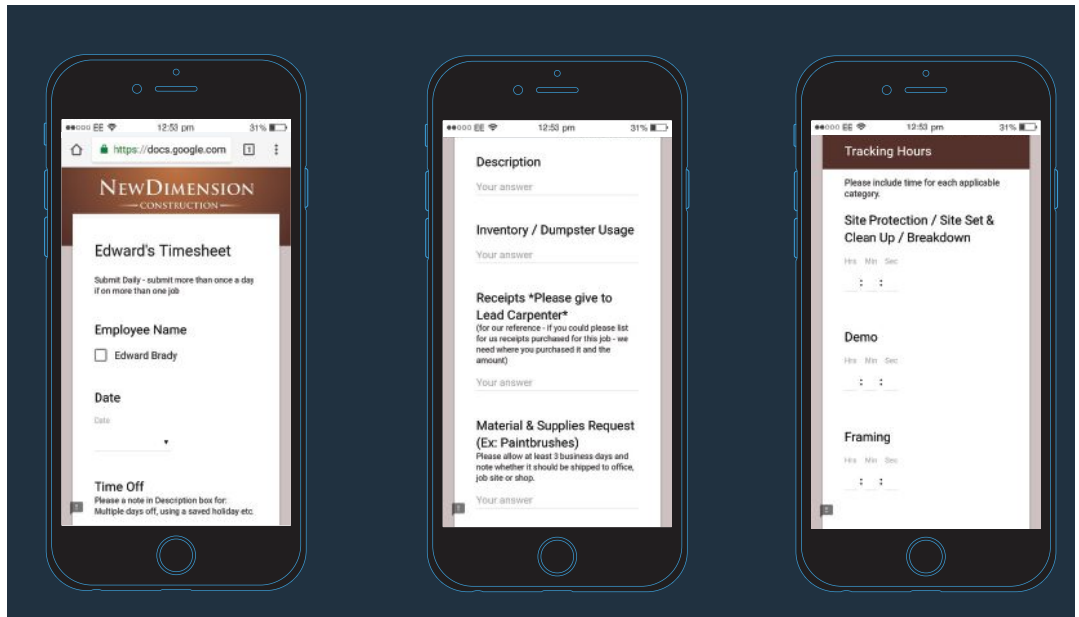 EE 12:53 pm 31%
https://docs.google.com 1
NEWDIMENSION
CONSTRUCTION
Edward's Timesheet
Submit Daily - submit more than once a day
if on more than one job
Employee Name
Edward Brady
Date
Date
Time Off
Please a note in Description box for:
Multiple days off, using a saved holiday etc.
EE 12:53 pm 31%
Description
Your answer
Inventory / Dumpster Usage
Your answer
Receipts *Please give to
Lead Carpenter*
(for our reference - if you could please list
for us receipts purchased for this job - we
need where you purchased it and the
amount)
Your answer
Material & Supplies Request
(Ex: Paintbrushes)
Please allow at least 3 business days and
note whether it should be shipped to office,
job site or shop.
Your answer
EE 12:53 pm 31%
Tracking Hours
Please include time for each applicable
category.
Site Protection / Site Set &
Clean Up / Breakdown
Hrs Min Sec
: :
Demo
Hrs Min Sec
: :
Framing
Hrs Min Sec
: :